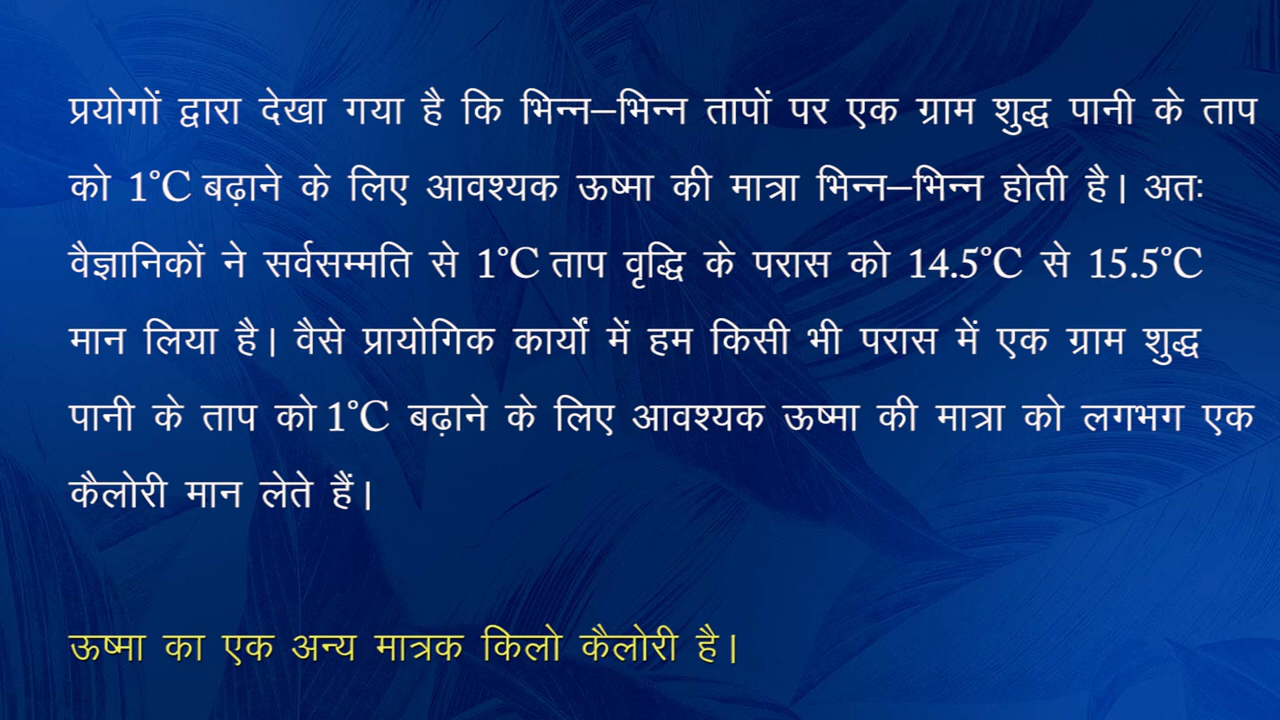 प्रयोगों द्वारा देखा गया है कि भिन्न–भिन्न तापों पर एक ग्राम शुद्ध पानी के ताप
को 1°C बढ़ाने के लिए आवश्यक ऊष्मा की मात्रा भिन्न–भिन्न होती है। अतः
वैज्ञानिकों ने सर्वसम्मति से 1°C ताप वृद्धि के परास को 14.5°C से 15.5°C
मान लिया है। वैसे प्रायोगिक कार्यों में हम किसी भी परास में एक ग्राम शुद्ध
पानी के ताप को 1°C बढ़ाने के लिए आवश्यक ऊष्मा की मात्रा को लगभग एक
कैलोरी मान लेते हैं।
ऊष्मा का एक अन्य मात्रक किलो कैलोरी है।